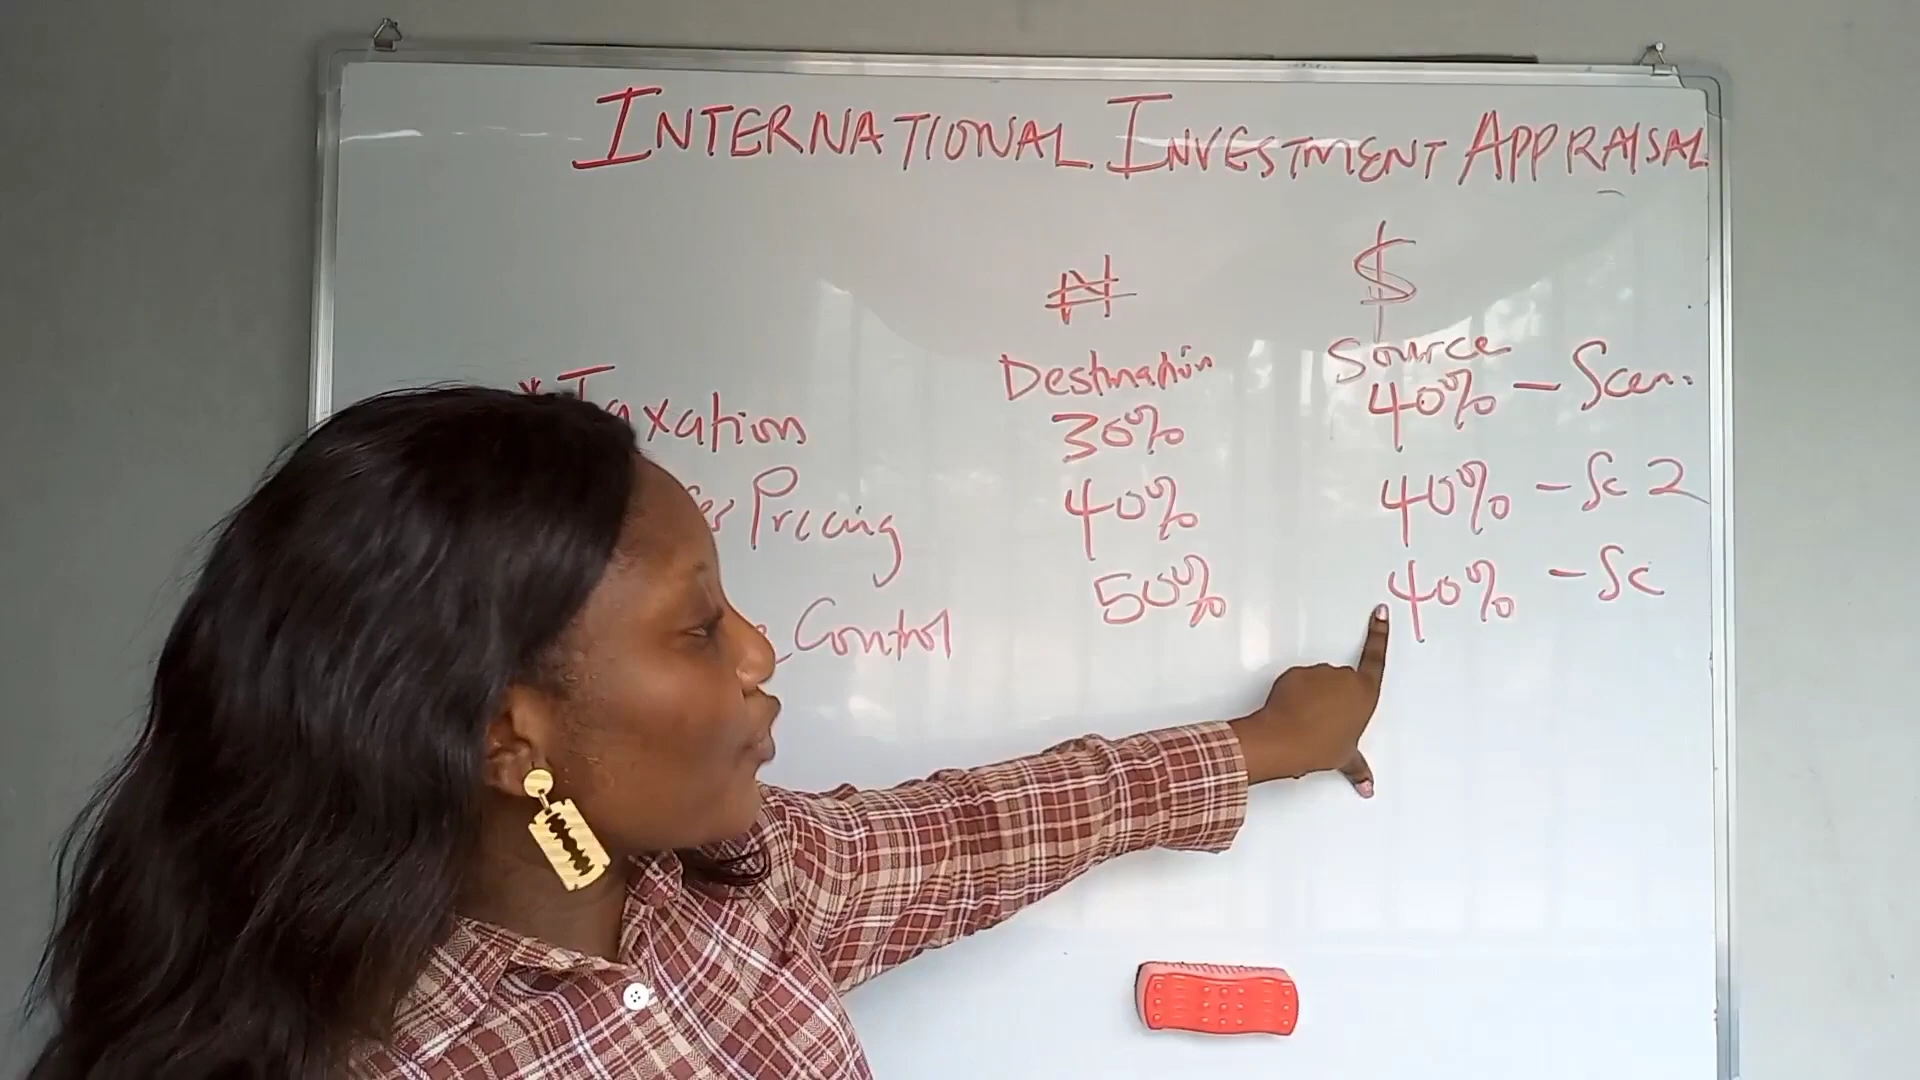 INTERNATIONAL INVESTMENT APPRAISAL
₦ $
Destination Source
* Taxation 30% 40% - Scen.
Pricing 40% 40% - Sc 2
Control 50% 40% - Sc